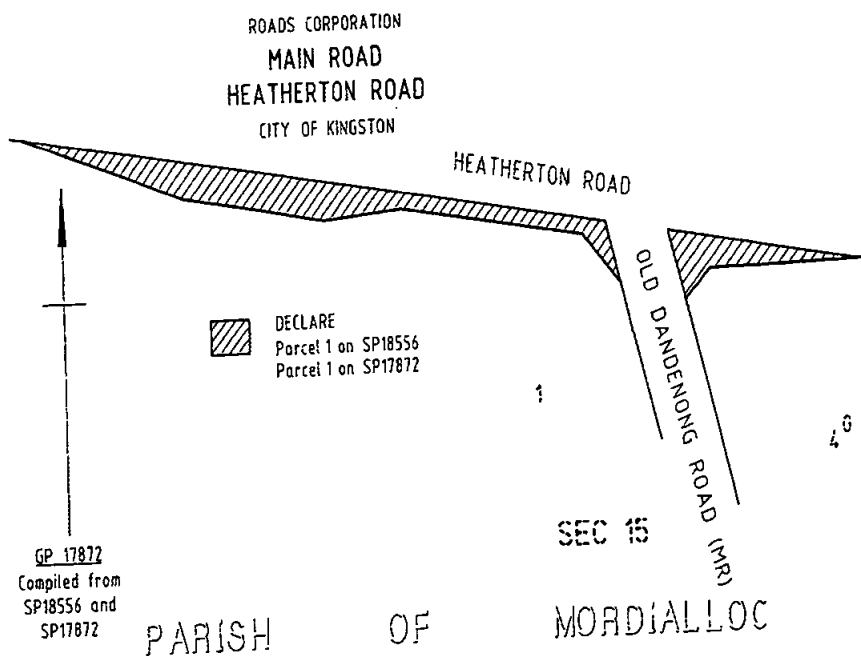 ROADS CORPORATION
MAIN ROAD
HEATHERTON ROAD
CITY OF KINGSTON
HEATHERTON ROAD
OLD DANDENONG ROAD (MR)
DECLARE
Parcel 1 on SP18556
Parcel 1 on SP17872
1
4G
SEC 15
GP 17872
Compiled from
SP18556 and
SP17872
PARISH OF MORDIALLOC